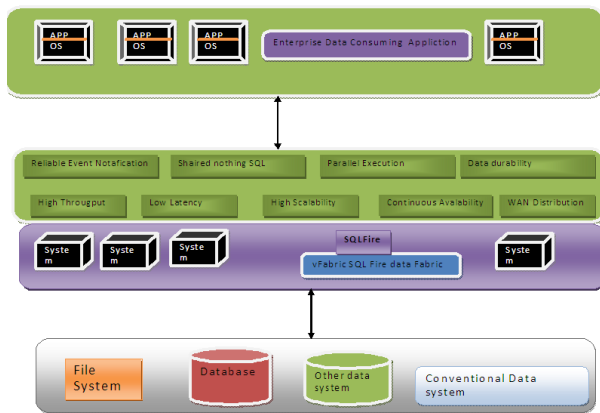 APP
OS
APP
OS
APP
OS
Enterprise Data Consuming Appliction
APP
OS
Reliable Event Notafication
Shaired nothing SQL
Parallel Execution
Data durability
High Througput
Low Latency
High Scalability
Continuous Avalability
WAN Distribution
Syste
m
Syste
m
Syste
m
SQLFire
vFabric SQL Fire data Fabric
Syste
m
File
System
Database
Other data
system
Conventional Data
system